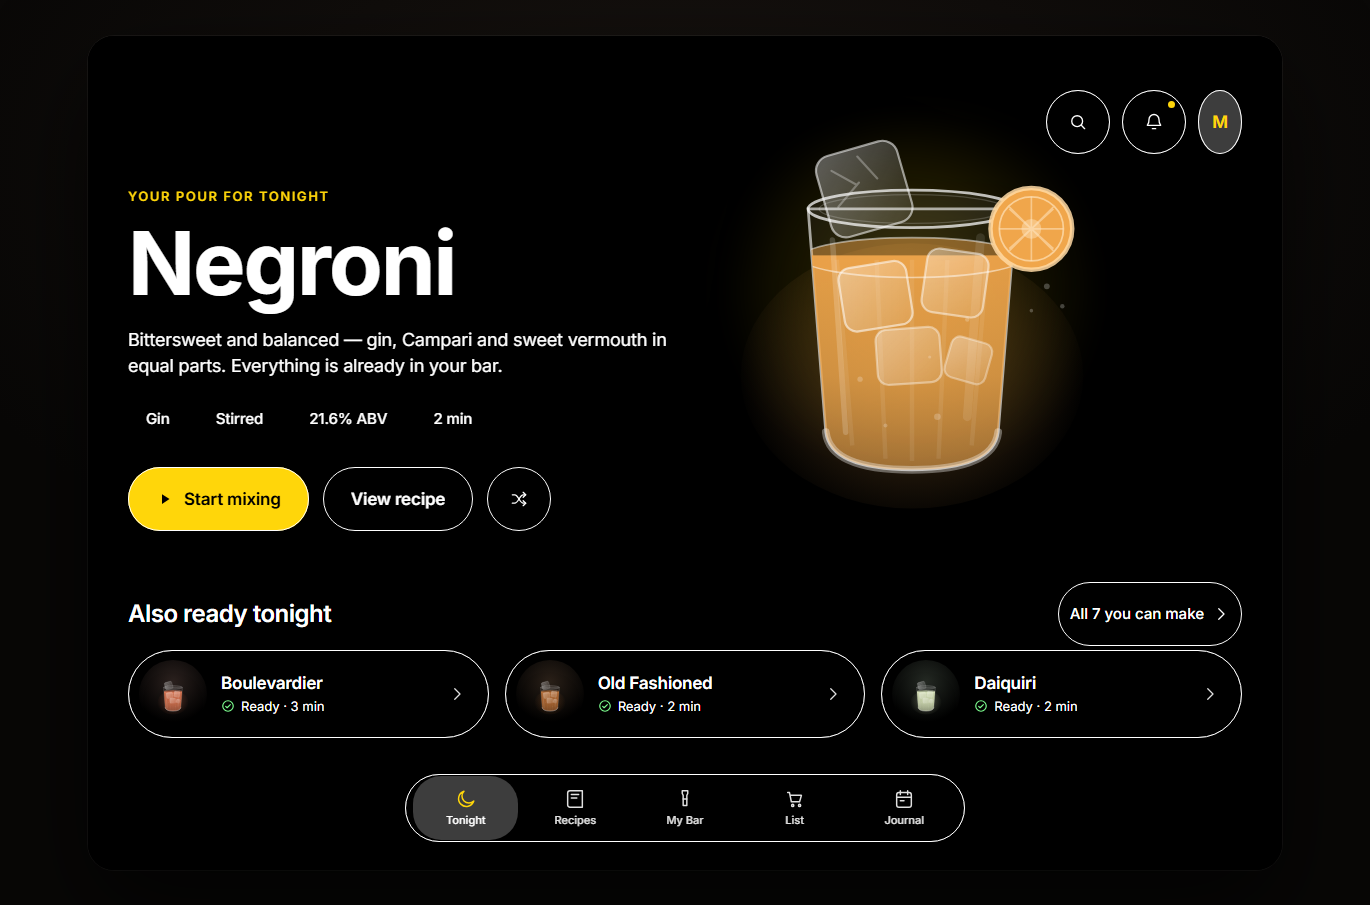 M
YOUR POUR FOR TONIGHT
Negroni
Bittersweet and balanced — gin, Campari and sweet vermouth in
equal parts. Everything is already in your bar.
Gin Stirred 21.6% ABV 2 min
Start mixing View recipe
Also ready tonight All 7 you can make
Boulevardier
Ready · 3 min
Old Fashioned
Ready · 2 min
Daiquiri
Ready · 2 min
Tonight Recipes My Bar List Journal